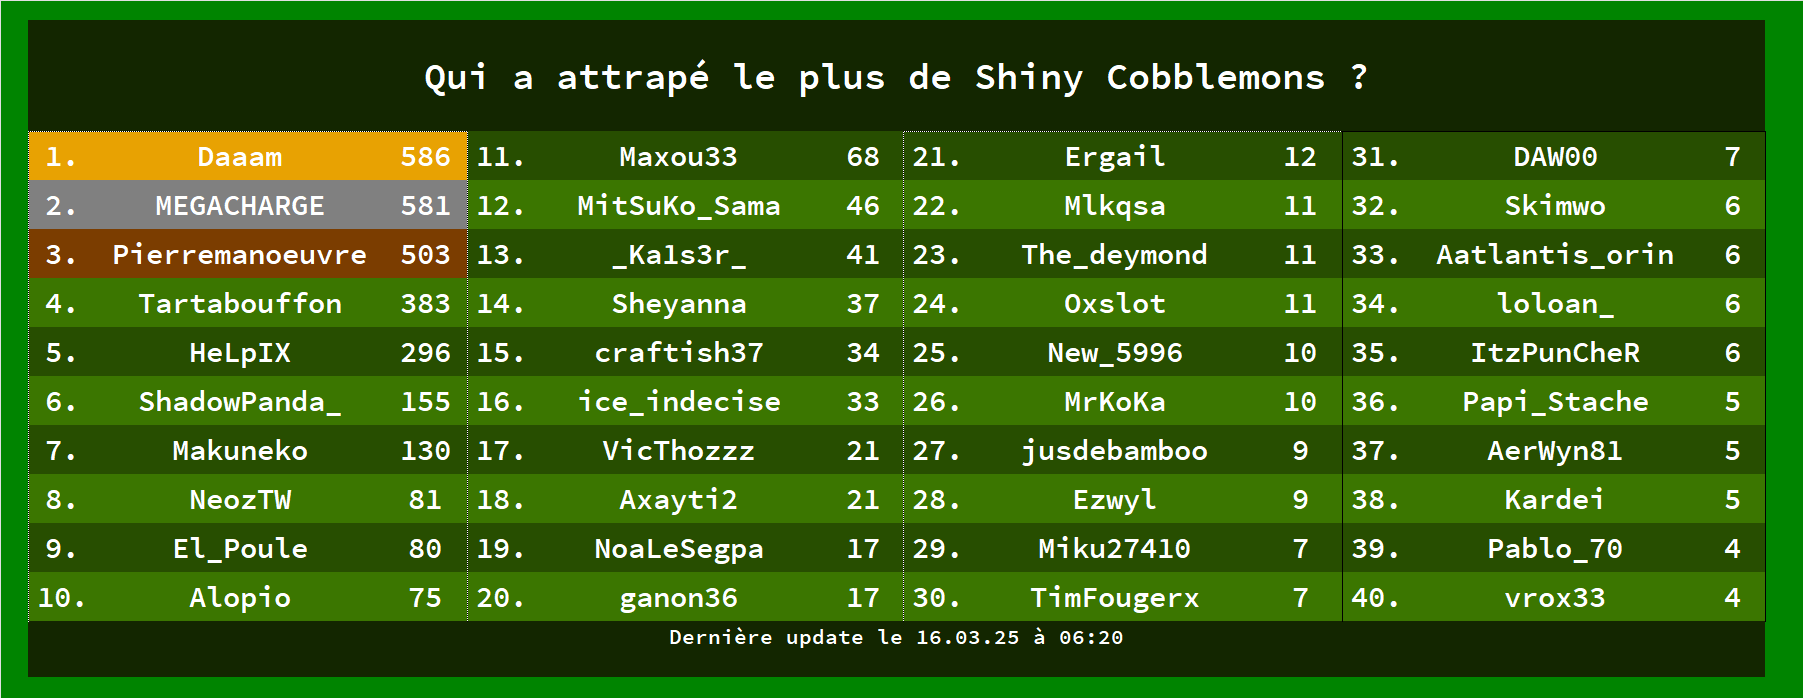 Qui a attrapé le plus de Shiny Cobblemons ?
1. Daaam 586
2. MEGACHARGE 581
3. Pierremanoeuvre 503
4. Tartabouffon 383
5. HeLpIX 296
6. ShadowPanda_ 155
7. Makuneko 130
8. NeozTW 81
9. El_Poule 80
10. Alopio 75
11. Maxou33 68
12. MitSuKo_Sama 46
13. _Ka1s3r_ 41
14. Sheyanna 37
15. craftish37 34
16. ice_indecise 33
17. VicThozzz 21
18. Axayti2 21
19. NoaLeSegpa 17
20. ganon36 17
21. Ergail 12
22. Mlkqsa 11
23. The_deymond 11
24. Oxslot 11
25. New_5996 10
26. MrKoKa 10
27. jusdebamboo 9
28. Ezwyl 9
29. Miku27410 7
30. TimFougerx 7
31. DAW00 7
32. Skimwo 6
33. Aatlantis_orin 6
34. loloan_ 6
35. ItzPunCheR 6
36. Papi_Stache 5
37. AerWyn81 5
38. Kardei 5
39. Pablo_70 4
40. vrox33 4
Dernière update le 16.03.25 à 06:20